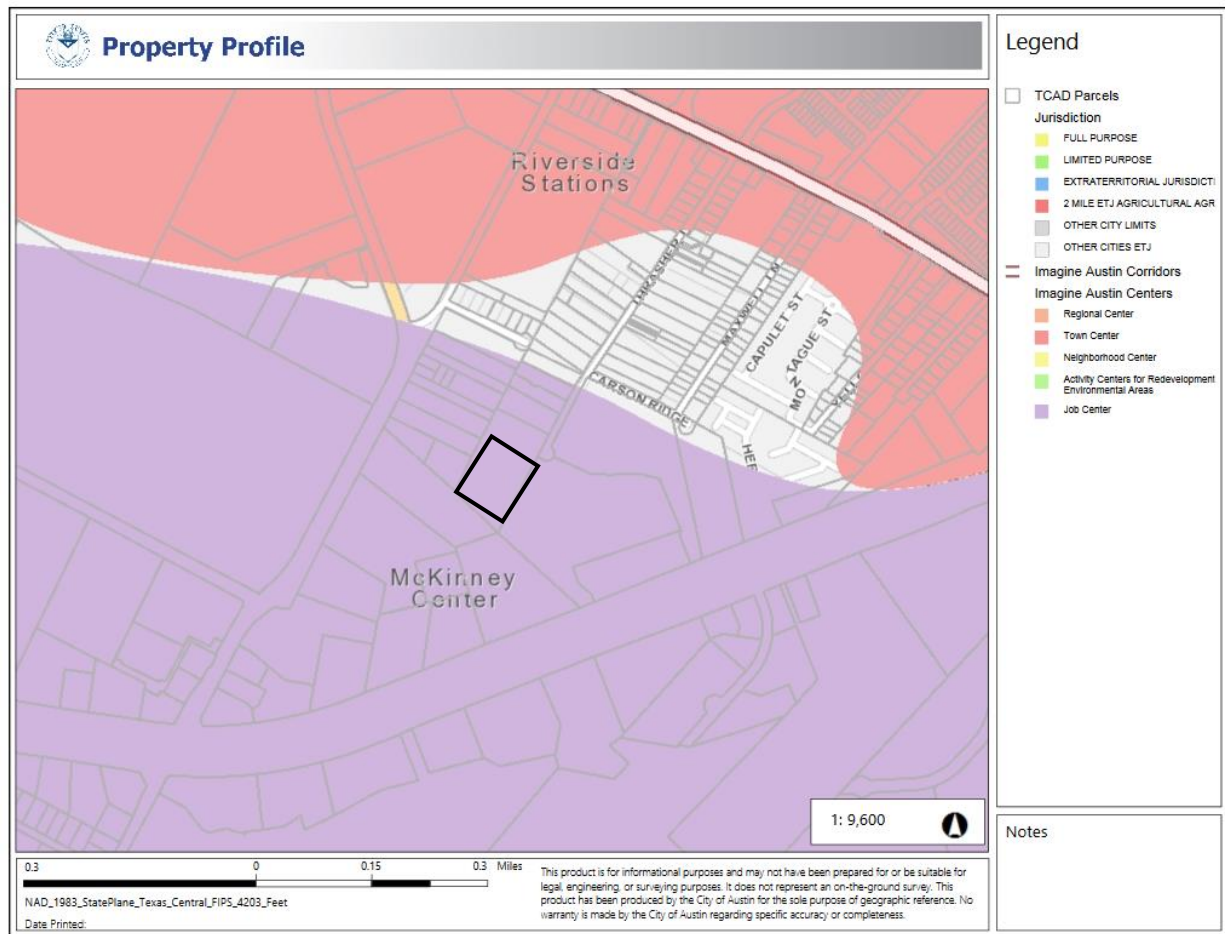 Property Profile
Legend
TCAD Parcels
Jurisdiction
FULL PURPOSE
LIMITED PURPOSE
EXTRATERRITORIAL JURISDICTI
2 MILE ETJ AGRICULTURAL AGR
OTHER CITY LIMITS
OTHER CITIES ETJ
Imagine Austin Corridors
Imagine Austin Centers
Regional Center
Town Center
Neighborhood Center
Activity Centers for Redevelopment
Environmental Areas
Job Center
Riverside
Stations
THRASHER L
MAXWELL LN
CAPULET ST
MONTAGUE ST
YELL
CARSON RIDGE
HER
McKinney
Center
1: 9,600
Notes
0.3 0 0.15 0.3 Miles
NAD_1983_StatePlane_Texas_Central_FIPS_4203_Feet
Date Printed:
This product is for informational purposes and may not have been prepared for or be suitable for
legal, engineering, or surveying purposes. It does not represent an on-the-ground survey. This
product has been produced by the City of Austin for the sole purpose of geographic reference. No
warranty is made by the City of Austin regarding specific accuracy or completeness.